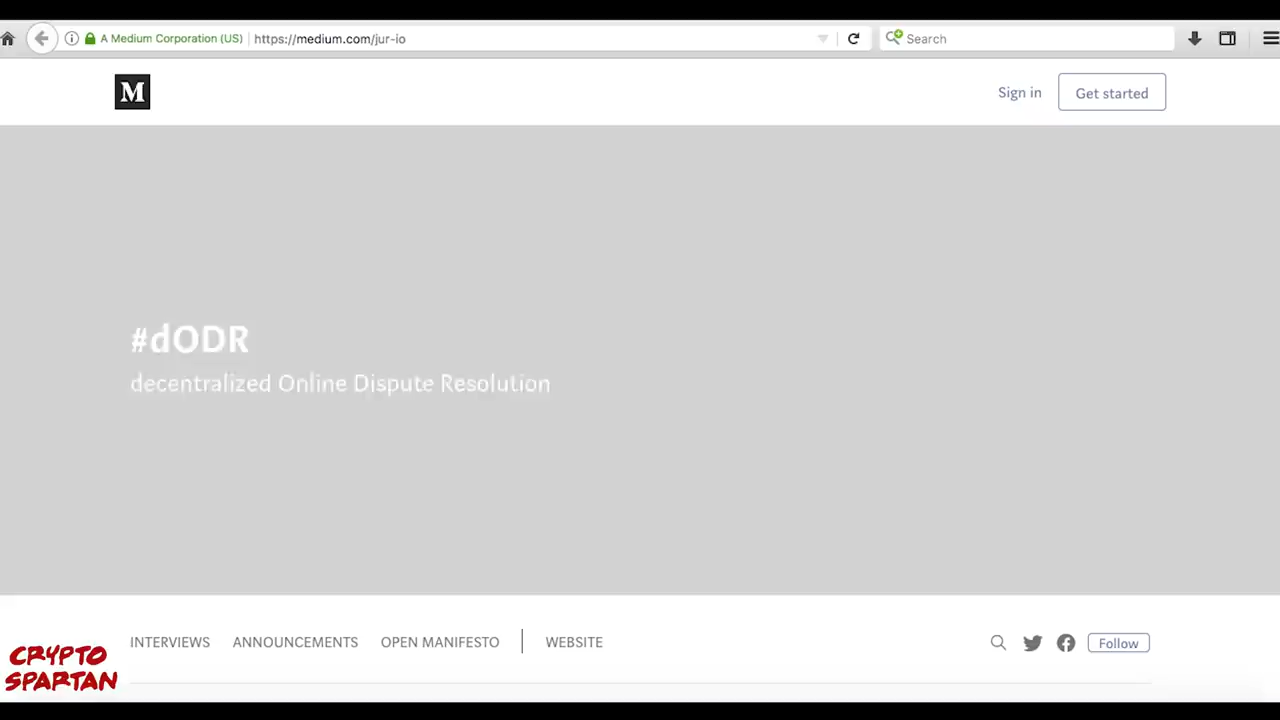 A Medium Corporation (US) https://medium.com/jur-io Search
M Sign in Get started
#dODR
decentralized Online Dispute Resolution
INTERVIEWS ANNOUNCEMENTS OPEN MANIFESTO WEBSITE Follow
CRYPTO
SPARTAN